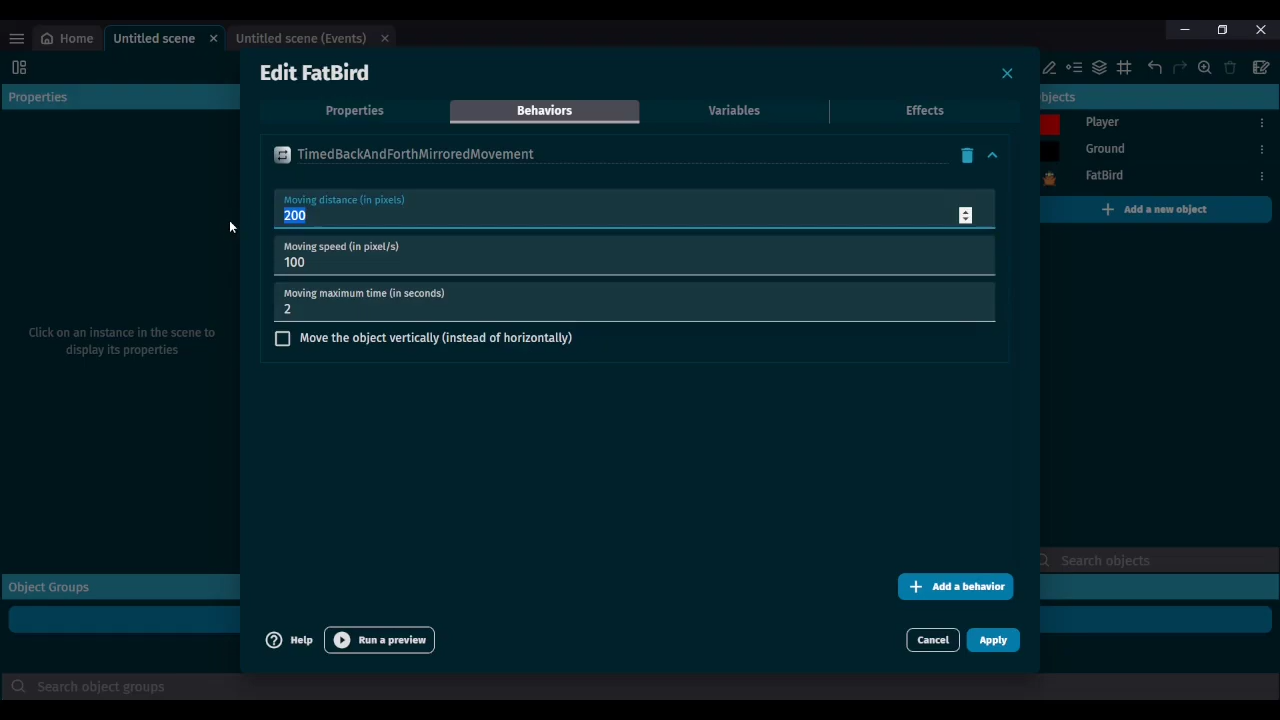 Home
Untitled scene
Untitled scene (Events)
Properties
Click on an instance in the scene to
display its properties
Object Groups
Search object groups
Edit FatBird
Properties
Behaviors
Variables
Effects
TimedBackAndForthMirroredMovement
Moving distance (in pixels)
200
Moving speed (in pixel/s)
100
Moving maximum time (in seconds)
2
Move the object vertically (instead of horizontally)
Add a behavior
Help
Run a preview
Cancel
Apply
bjects
Player
Ground
FatBird
Add a new object
Search objects